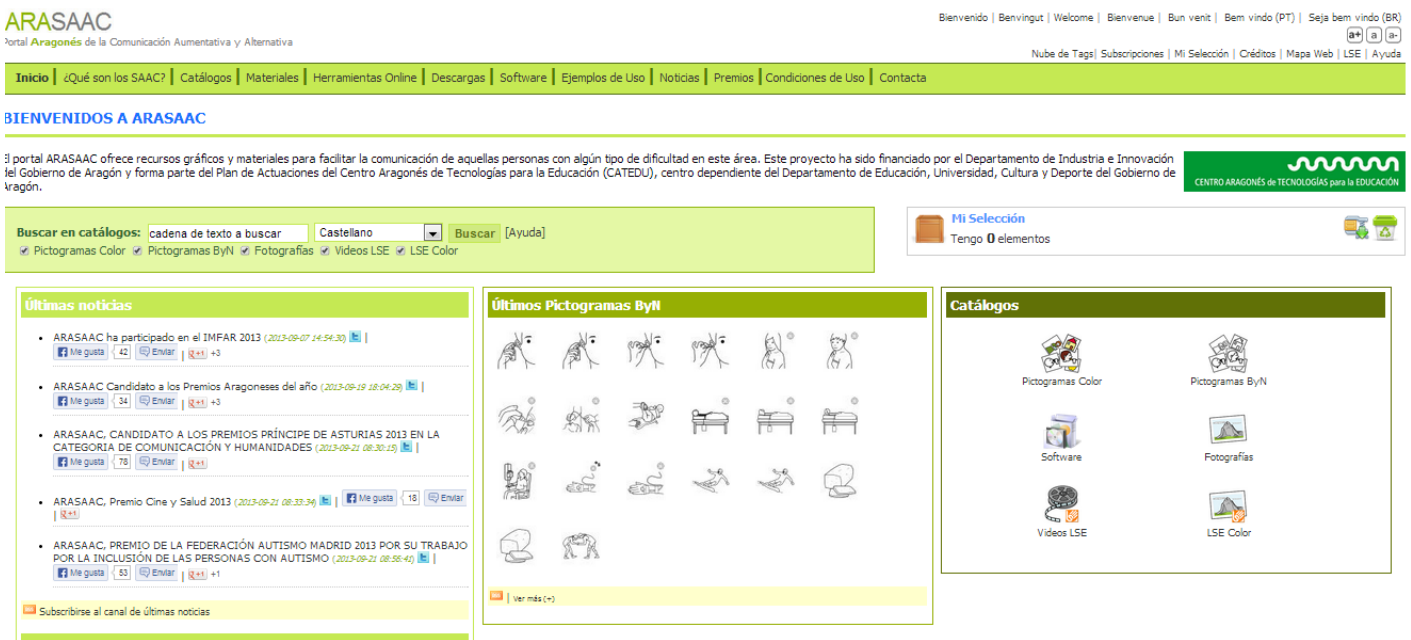 ARASAAC
Portal Aragonés de la Comunicación Aumentativa y Alternativa
Bienvenido | Benvingut | Welcome | Bienvenue | Bun venit | Bem vindo (PT) | Seja bem vindo (BR)
a+ a a-
Nube de Tags| Subscripciones | Mi Selección | Créditos | Mapa Web | LSE | Ayuda
Inicio | ¿Qué son los SAAC? | Catálogos | Materiales | Herramientas Online | Descargas | Software | Ejemplos de Uso | Noticias | Premios | Condiciones de Uso | Contacta
BIENVENIDOS A ARASAAC
El portal ARASAAC ofrece recursos gráficos y materiales para facilitar la comunicación de aquellas personas con algún tipo de dificultad en este área. Este proyecto ha sido financiado por el Departamento de Industria e Innovación
del Gobierno de Aragón y forma parte del Plan de Actuaciones del Centro Aragonés de Tecnologías para la Educación (CATEDU), centro dependiente del Departamento de Educación, Universidad, Cultura y Deporte del Gobierno de
Aragón.
CENTRO ARAGONÉS de TECNOLOGÍAS para la EDUCACIÓN
Buscar en catálogos: cadena de texto a buscar Castellano Buscar [Ayuda]
Pictogramas Color Pictogramas ByN Fotografías Videos LSE LSE Color
Mi Selección
Tengo 0 elementos
Últimas noticias
ARASAAC ha participado en el IMFAR 2013 (2013-09-07 14:54:30) |
Me gusta 42 Enviar | +1 +3
ARASAAC Candidato a los Premios Aragoneses del año (2013-09-19 18:04:29) |
Me gusta 34 Enviar | +1 +3
ARASAAC, CANDIDATO A LOS PREMIOS PRÍNCIPE DE ASTURIAS 2013 EN LA
CATEGORIA DE COMUNICACIÓN Y HUMANIDADES (2013-09-21 08:30:15) |
Me gusta 78 Enviar | +1
ARASAAC, Premio Cine y Salud 2013 (2013-09-21 08:33:34) | Me gusta 18 Enviar
| +1
ARASAAC, PREMIO DE LA FEDERACIÓN AUTISMO MADRID 2013 POR SU TRABAJO
POR LA INCLUSIÓN DE LAS PERSONAS CON AUTISMO (2013-09-21 08:56:41) |
Me gusta 53 Enviar | +1 +1
Subscribirse al canal de últimas noticias
Últimos Pictogramas ByN
| Ver más (+)
Catálogos
Pictogramas Color
Pictogramas ByN
Software
Fotografías
Videos LSE
LSE Color